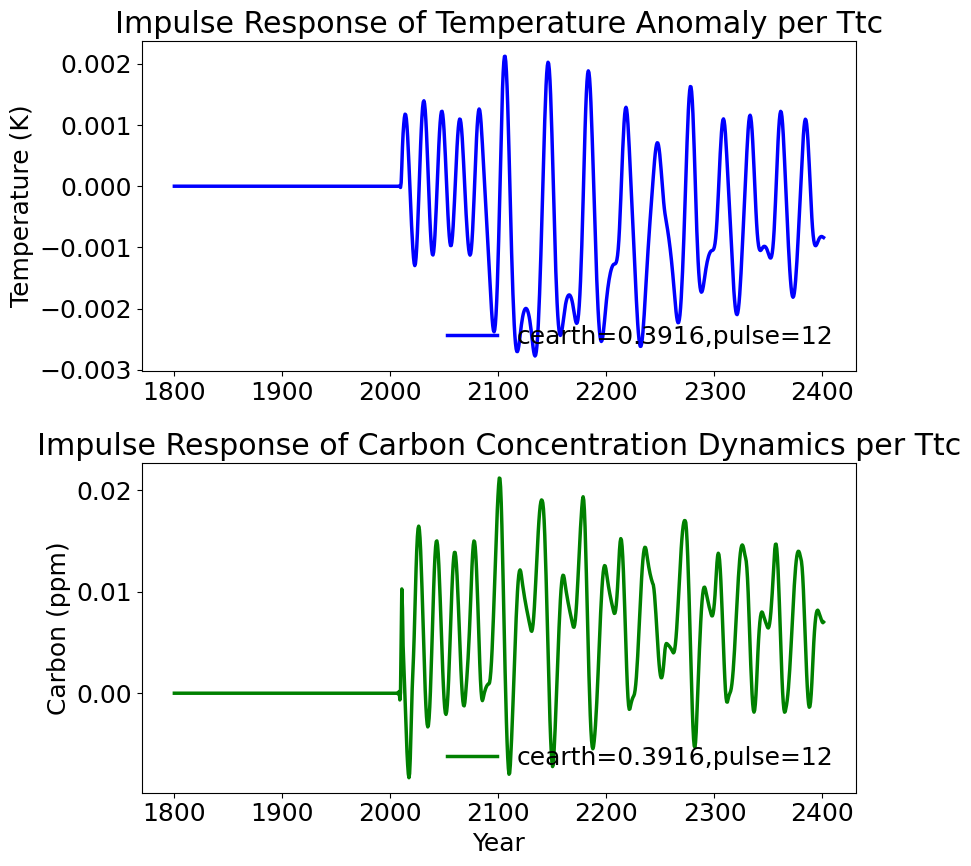 Impulse Response of Temperature Anomaly per Ttc
Temperature (K)
0.002
0.001
0.000
−0.001
−0.002
−0.003
cearth=0.3916,pulse=12
1800 1900 2000 2100 2200 2300 2400
Impulse Response of Carbon Concentration Dynamics per Ttc
Carbon (ppm)
0.02
0.01
0.00
cearth=0.3916,pulse=12
1800 1900 2000 2100 2200 2300 2400
Year